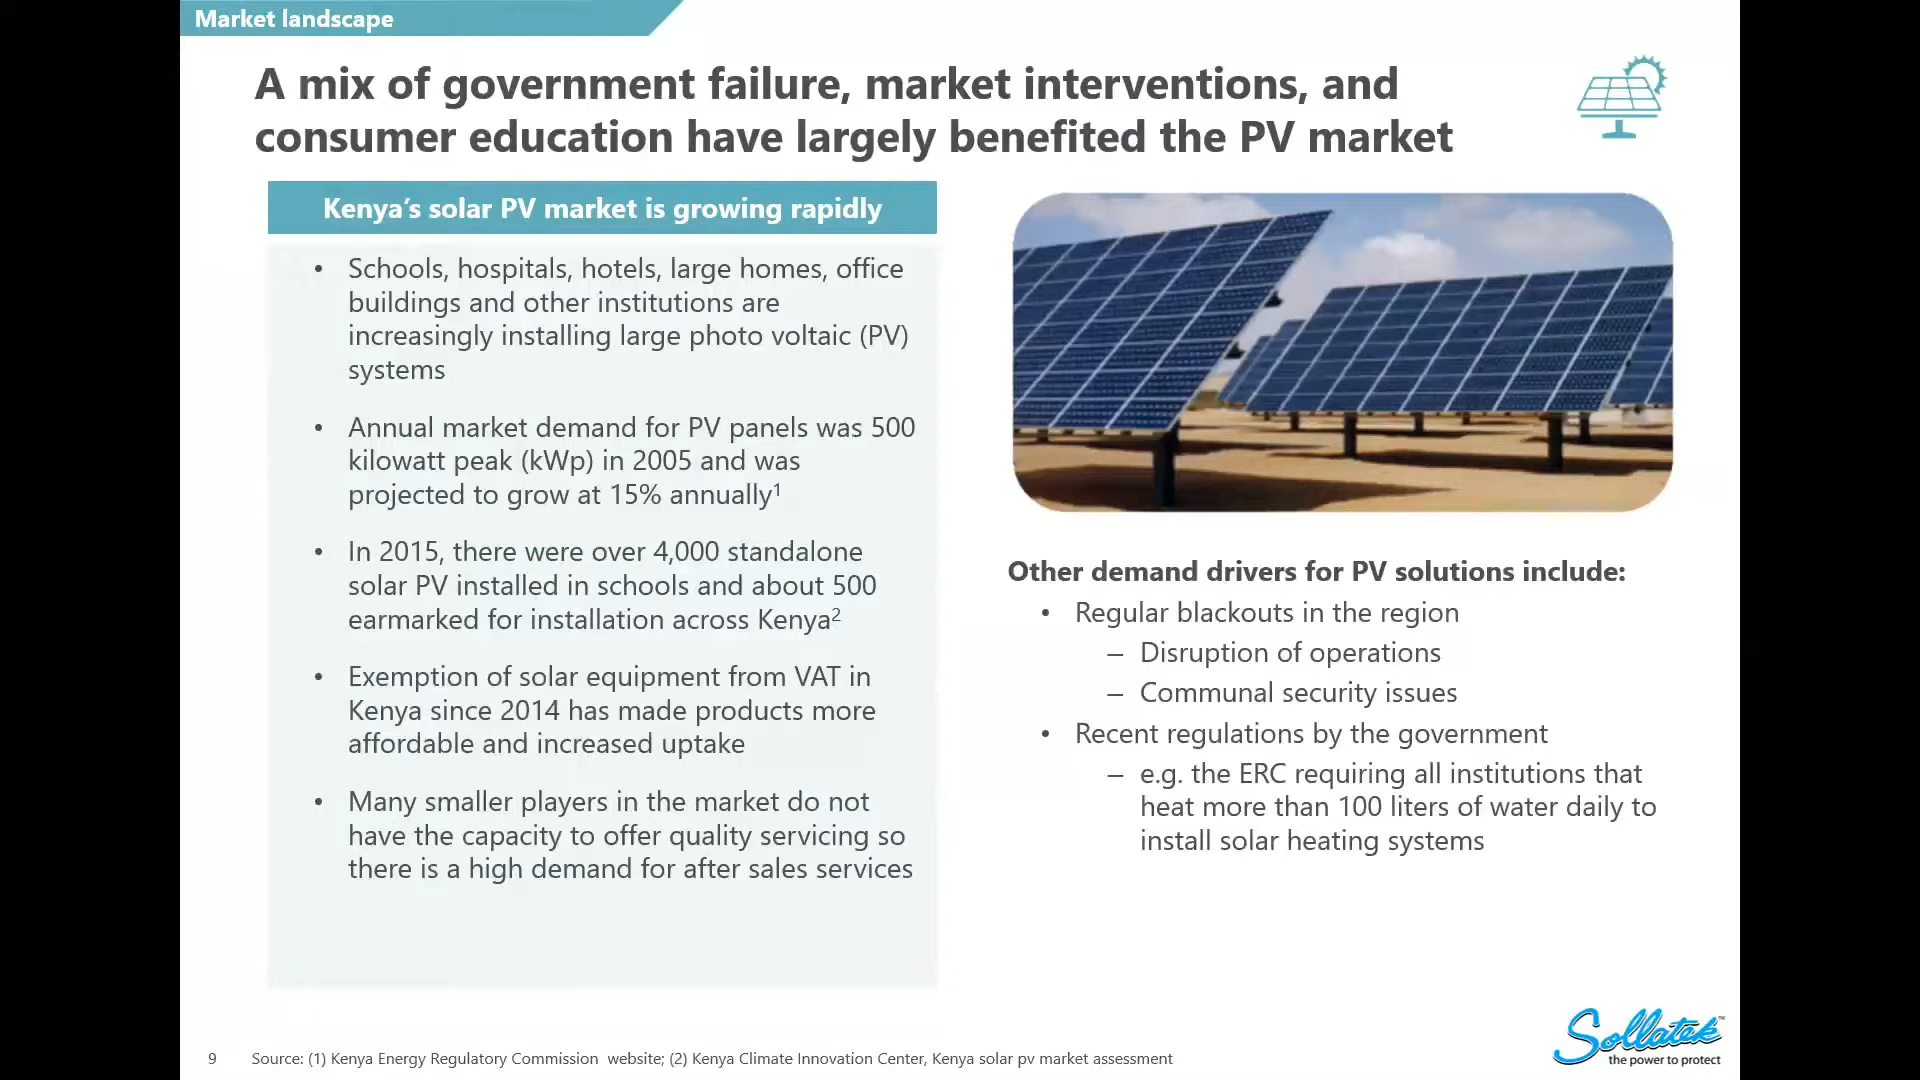 Market landscape
A mix of government failure, market interventions, and
consumer education have largely benefited the PV market
Kenya’s solar PV market is growing rapidly
• Schools, hospitals, hotels, large homes, office
buildings and other institutions are
increasingly installing large photo voltaic (PV)
systems
• Annual market demand for PV panels was 500
kilowatt peak (kWp) in 2005 and was
projected to grow at 15% annually¹
• In 2015, there were over 4,000 standalone
solar PV installed in schools and about 500
earmarked for installation across Kenya²
• Exemption of solar equipment from VAT in
Kenya since 2014 has made products more
affordable and increased uptake
• Many smaller players in the market do not
have the capacity to offer quality servicing so
there is a high demand for after sales services
Other demand drivers for PV solutions include:
• Regular blackouts in the region
– Disruption of operations
– Communal security issues
• Recent regulations by the government
– e.g. the ERC requiring all institutions that
heat more than 100 liters of water daily to
install solar heating systems
Sollatek™
the power to protect
9
Source: (1) Kenya Energy Regulatory Commission website; (2) Kenya Climate Innovation Center, Kenya solar pv market assessment